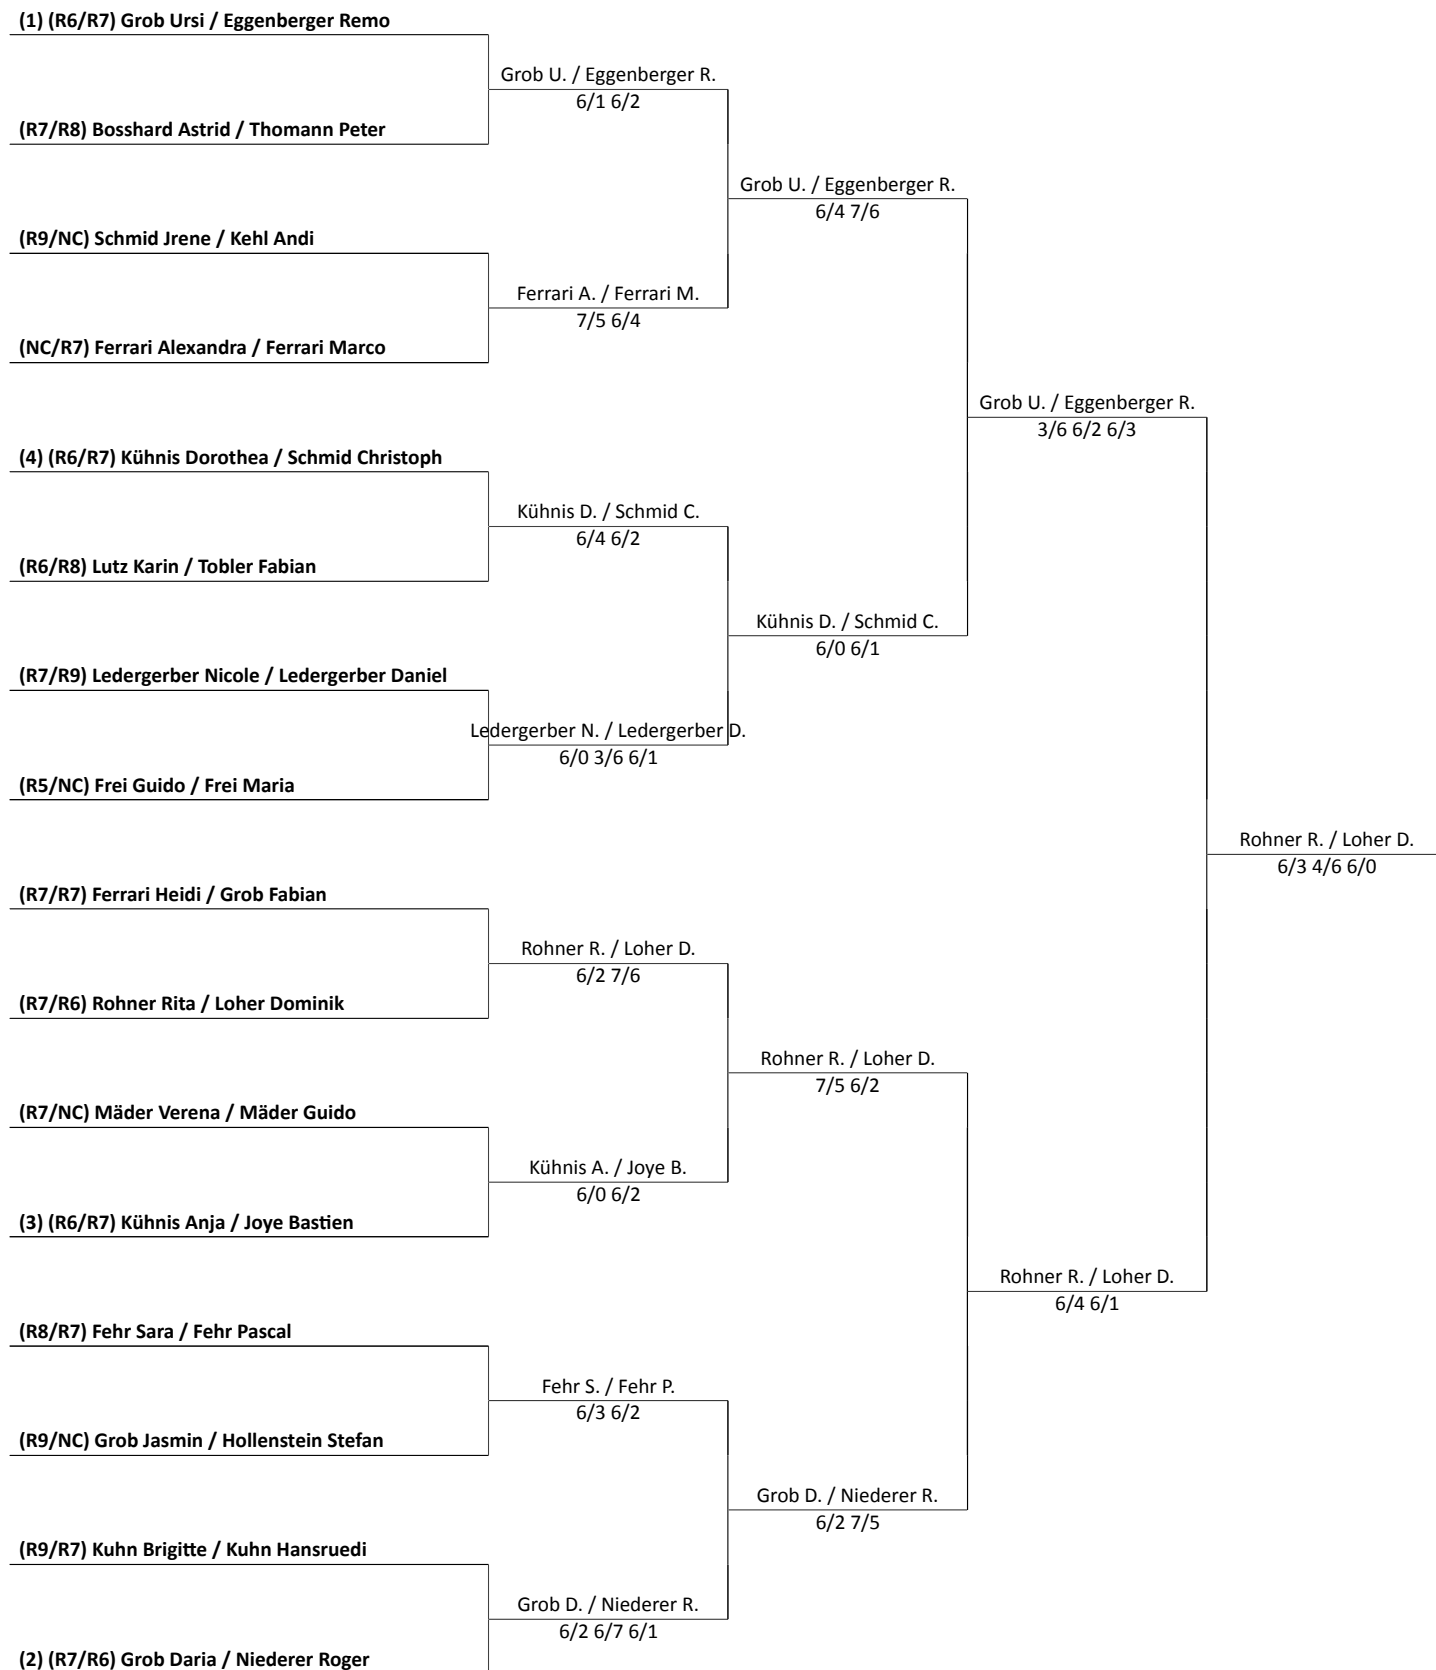 (1) (R6/R7) Grob Ursi / Eggenberger Remo
Grob U. / Eggenberger R.
6/1 6/2
(R7/R8) Bosshard Astrid / Thomann Peter
Grob U. / Eggenberger R.
6/4 7/6
(R9/NC) Schmid Jrene / Kehl Andi
Ferrari A. / Ferrari M.
7/5 6/4
(NC/R7) Ferrari Alexandra / Ferrari Marco
Grob U. / Eggenberger R.
3/6 6/2 6/3
(4) (R6/R7) Kühnis Dorothea / Schmid Christoph
Kühnis D. / Schmid C.
6/4 6/2
(R6/R8) Lutz Karin / Tobler Fabian
Kühnis D. / Schmid C.
6/0 6/1
(R7/R9) Ledergerber Nicole / Ledergerber Daniel
Ledergerber N. / Ledergerber D.
6/0 3/6 6/1
(R5/NC) Frei Guido / Frei Maria
Rohner R. / Loher D.
6/3 4/6 6/0
(R7/R7) Ferrari Heidi / Grob Fabian
Rohner R. / Loher D.
6/2 7/6
(R7/R6) Rohner Rita / Loher Dominik
Rohner R. / Loher D.
7/5 6/2
(R7/NC) Mäder Verena / Mäder Guido
Kühnis A. / Joye B.
6/0 6/2
(3) (R6/R7) Kühnis Anja / Joye Bastien
Rohner R. / Loher D.
6/4 6/1
(R8/R7) Fehr Sara / Fehr Pascal
Fehr S. / Fehr P.
6/3 6/2
(R9/NC) Grob Jasmin / Hollenstein Stefan
Grob D. / Niederer R.
6/2 7/5
(R9/R7) Kuhn Brigitte / Kuhn Hansruedi
Grob D. / Niederer R.
6/2 6/7 6/1
(2) (R7/R6) Grob Daria / Niederer Roger